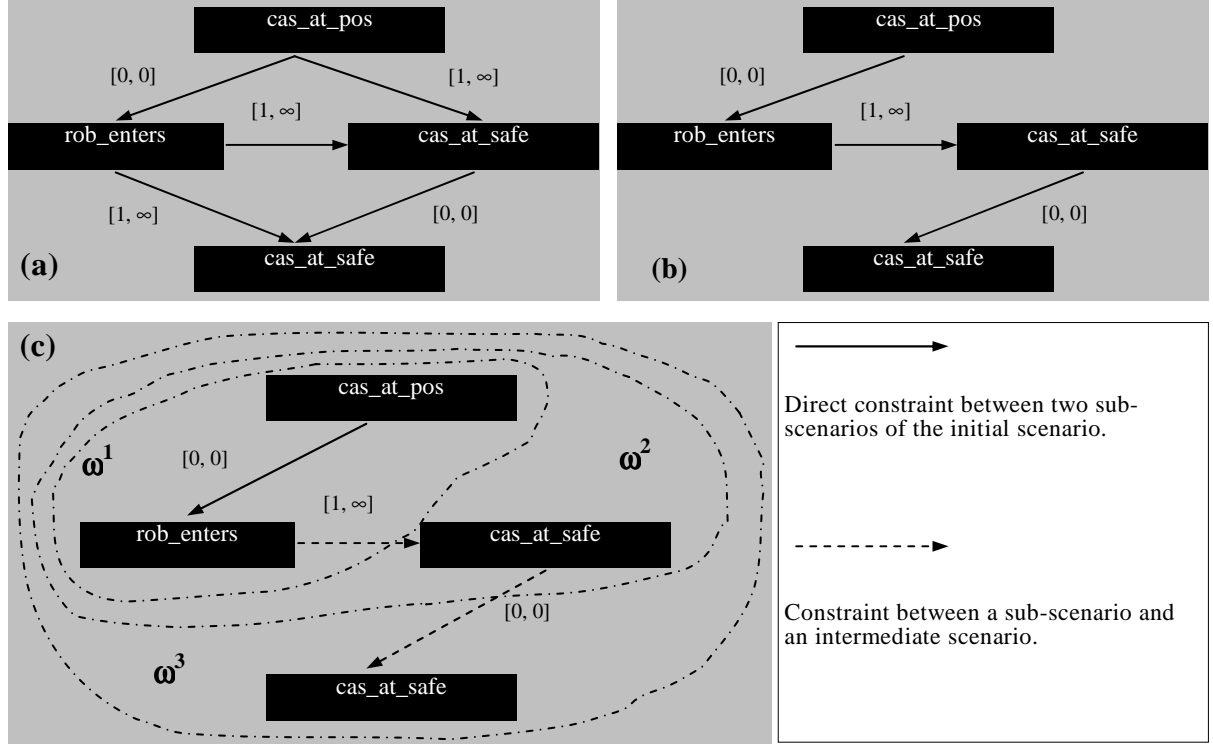 cas_at_pos
[0, 0]
[1, ∞]
[1, ∞]
rob_enters
cas_at_safe
[1, ∞]
[0, 0]
(a)
cas_at_safe
cas_at_pos
[0, 0]
[1, ∞]
rob_enters
cas_at_safe
[0, 0]
(b)
cas_at_safe
(c)
cas_at_pos
ω¹
[0, 0]
ω²
[1, ∞]
rob_enters
cas_at_safe
[0, 0]
ω³
cas_at_safe
Direct constraint between two sub-
scenarios of the initial scenario.
Constraint between a sub-scenario and
an intermediate scenario.